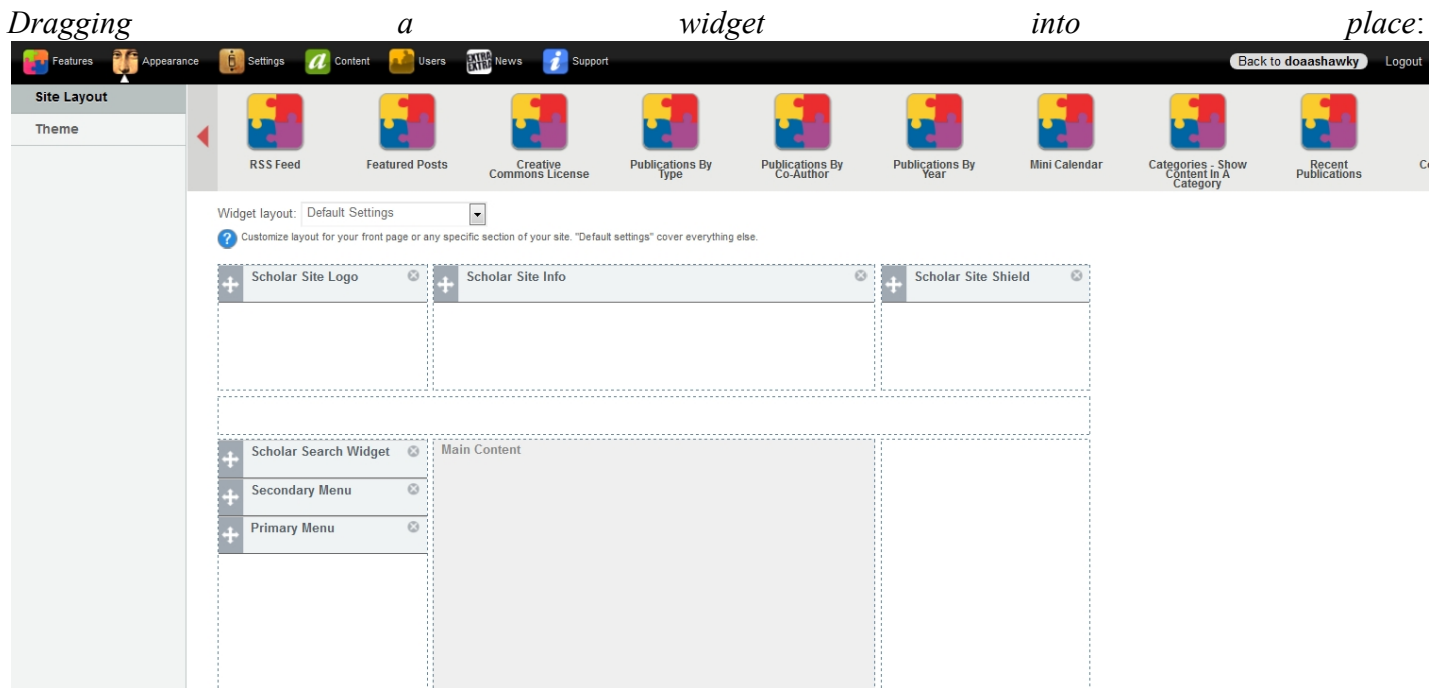 Dragging a widget into place:
Features Appearance Settings a Content Users EXTRA EXTRA News i Support Back to doaashawky Logout
Site Layout
Theme
RSS Feed
Featured Posts
Creative
Commons License
Publications By
Type
Publications By
Co-Author
Publications By
Year
Mini Calendar
Categories - Show
Content In A
Category
Recent
Publications
Widget layout: Default Settings
? Customize layout for your front page or any specific section of your site. "Default settings" cover everything else.
Scholar Site Logo
Scholar Site Info
Scholar Site Shield
Scholar Search Widget
Secondary Menu
Primary Menu
Main Content